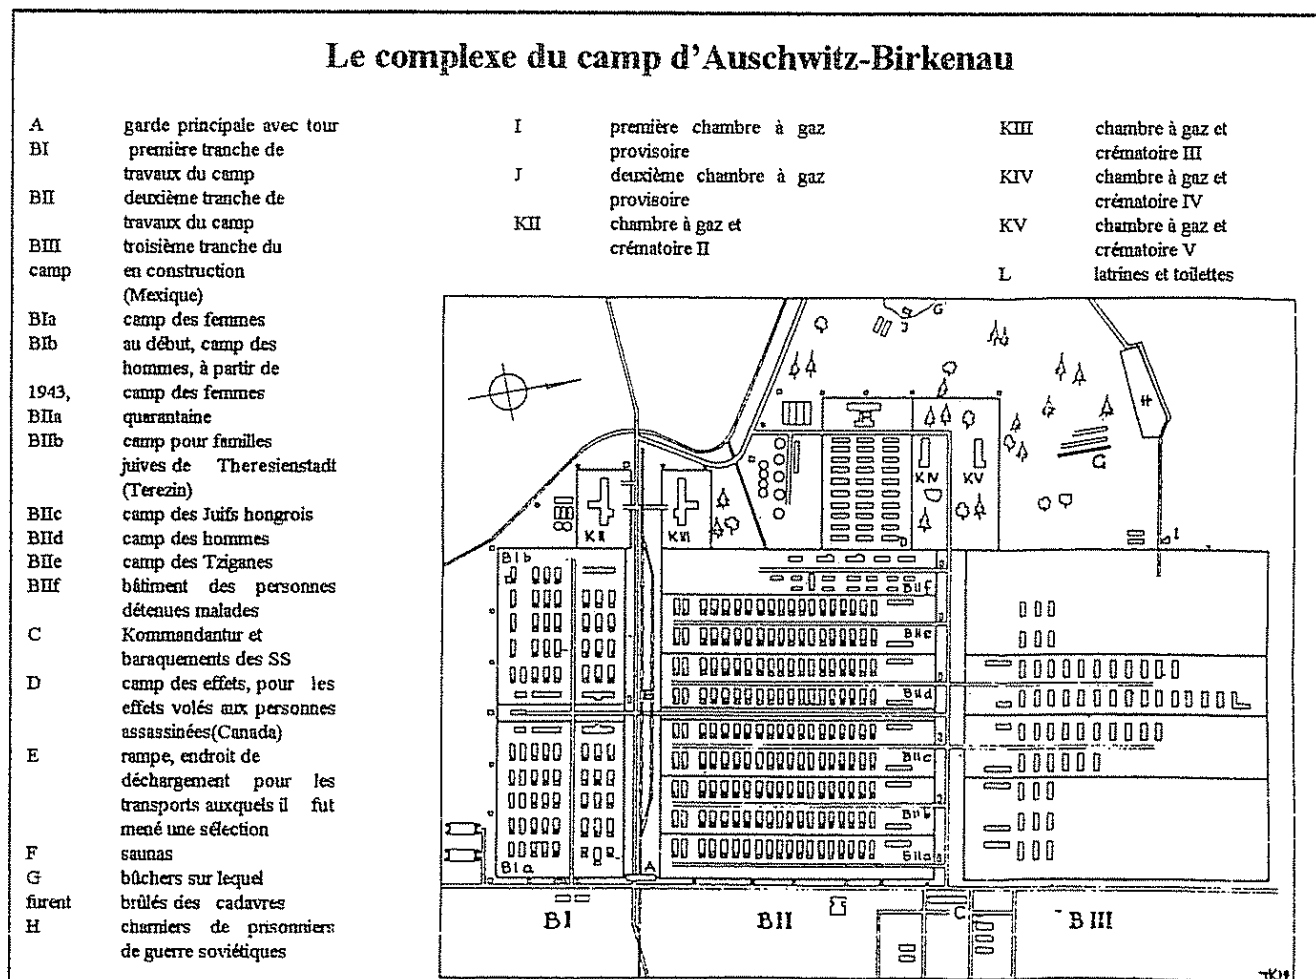 Le complexe du camp d'Auschwitz-Birkenau
A garde principale avec tour
BI première tranche de
travaux du camp
BII deuxième tranche de
travaux du camp
BIII troisième tranche du
camp en construction
(Mexique)
BIa camp des femmes
BIb au début, camp des
hommes, à partir de
1943, camp des femmes
BIIa quarantaine
BIIb camp pour familles
juives de Theresienstadt
(Terezin)
BIIc camp des Juifs hongrois
BIId camp des hommes
BIIe camp des Tziganes
BIIf bâtiment des personnes
détenues malades
C Kommandantur et
baraquements des SS
D camp des effets, pour les
effets volés aux personnes
assassinées(Canada)
E rampe, endroit de
déchargement pour les
transports auxquels il fut
mené une sélection
F saunas
G bûchers sur lequel
furent brûlés des cadavres
H charniers de prisonniers
de guerre soviétiques
I première chambre à gaz
provisoire
J deuxième chambre à gaz
provisoire
KII chambre à gaz et
crématoire II
KIII chambre à gaz et
crématoire III
KIV chambre à gaz et
crématoire IV
KV chambre à gaz et
crématoire V
L latrines et toilettes
J G
H
G
KIV KV
I
K II
D
BIb
BIIf
BIIe
E
BIId
BIIc
BIIb
BIa
A
BIIa
BI BII C BIII